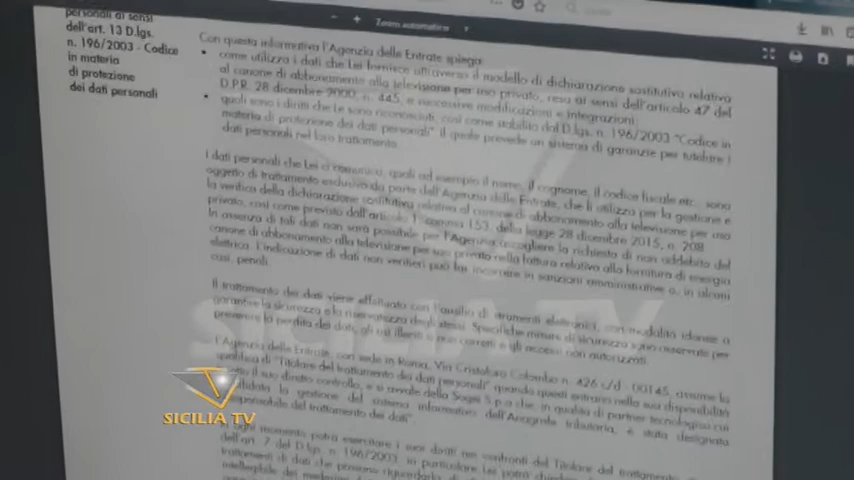 personali ai sensi
dell'art. 13 D.lgs.
n. 196/2003 - Codice
in materia
di protezione
dei dati personali
Zoom automatico
Con questa informativa l'Agenzia delle Entrate spiega:
• come utilizza i dati che Lei fornisce attraverso il modello di dichiarazione sostitutiva relativa
al canone di abbonamento alla televisione per uso privato, resa ai sensi dell'articolo 47 del
D.P.R. 28 dicembre 2000, n. 445, e successive modificazioni e integrazioni;
• quali sono i diritti che Le sono riconosciuti, così come stabilito dal D.lgs. n. 196/2003 "Codice in
materia di protezione dei dati personali" il quale prevede un sistema di garanzie per tutelare i
dati personali nel loro trattamento.
I dati personali che Lei ci comunica, quali ad esempio il nome, il cognome, il codice fiscale etc. sono
oggetto di trattamento esclusivo da parte dell'Agenzia delle Entrate, che li utilizza per la gestione e
la verifica della dichiarazione sostitutiva relativa al canone di abbonamento alla televisione per uso
privato, così come previsto dall'articolo 1, comma 153, della legge 28 dicembre 2015, n. 208.
In assenza di tali dati non sarà possibile per l'Agenzia accogliere la richiesta di non addebito del
canone di abbonamento alla televisione per uso privato nella fattura relativa alla fornitura di energia
elettrica. L'indicazione di dati non veritieri può far incorrere in sanzioni amministrative o, in alcuni
casi, penali.
Il trattamento dei dati viene effettuato con l'ausilio di strumenti elettronici, con modalità idonee a
garantire la sicurezza e la riservatezza degli stessi. Specifiche misure di sicurezza sono osservate per
prevenire la perdita dei dati, gli usi illeciti o non corretti e gli accessi non autorizzati.
l'Agenzia delle Entrate, con sede in Roma, Via Cristoforo Colombo n. 426 c/d - 00145, assume la
qualifica di "Titolare del trattamento dei dati personali" quando questi entrano nella sua disponibilità
sotto il suo diretto controllo, e si avvale della Sogei S.p.a che, in qualità di partner tecnologico cui
affidata la gestione del sistema informativo dell'Anagrafe tributaria, è stata designata
responsabile del trattamento dei dati"
ogni momento potrà esercitare i suoi diritti nei confronti del Titolare del trattamento
dell'art. 7 del D.lgs. n. 196/2003. In particolare Lei potrà
trattamenti di dati che possono riguardarla, di
intellegibile dei medesimi
SICILIA TV
SICILIA TV